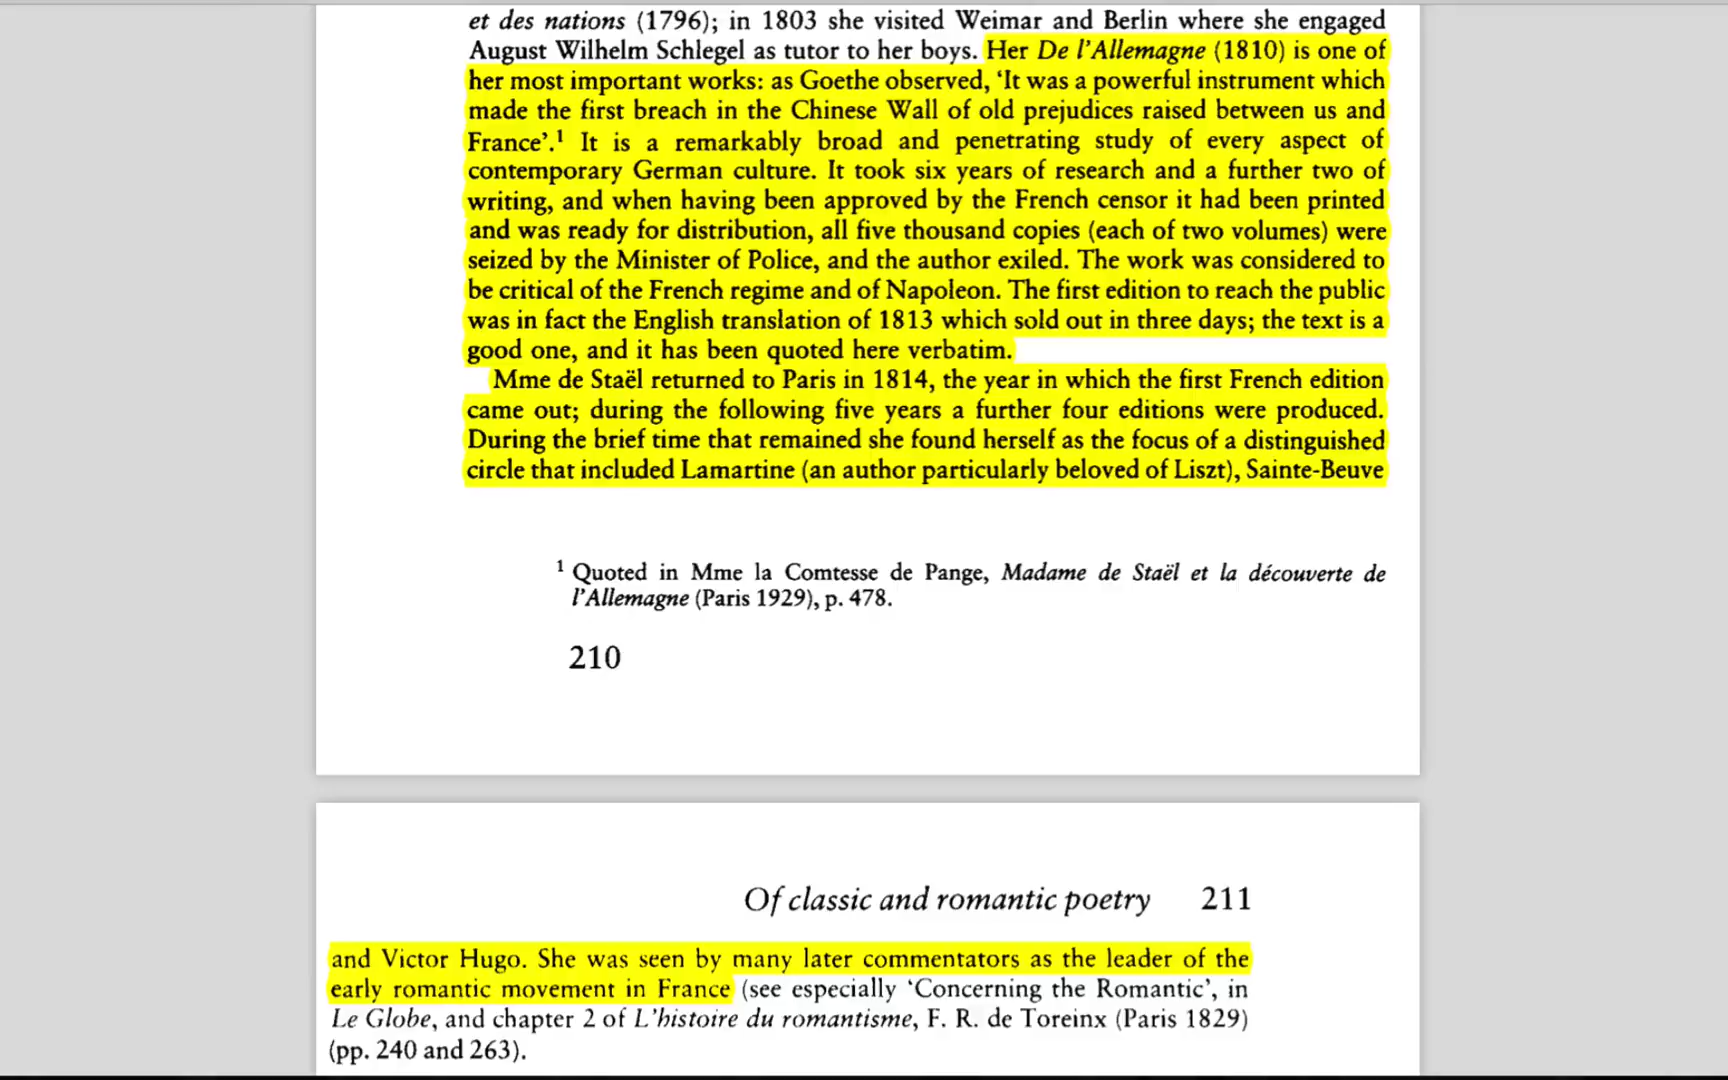 et des nations (1796); in 1803 she visited Weimar and Berlin where she engaged
August Wilhelm Schlegel as tutor to her boys. Her De l'Allemagne (1810) is one of
her most important works: as Goethe observed, ‘It was a powerful instrument which
made the first breach in the Chinese Wall of old prejudices raised between us and
France’.¹ It is a remarkably broad and penetrating study of every aspect of
contemporary German culture. It took six years of research and a further two of
writing, and when having been approved by the French censor it had been printed
and was ready for distribution, all five thousand copies (each of two volumes) were
seized by the Minister of Police, and the author exiled. The work was considered to
be critical of the French regime and of Napoleon. The first edition to reach the public
was in fact the English translation of 1813 which sold out in three days; the text is a
good one, and it has been quoted here verbatim.
Mme de Staël returned to Paris in 1814, the year in which the first French edition
came out; during the following five years a further four editions were produced.
During the brief time that remained she found herself as the focus of a distinguished
circle that included Lamartine (an author particularly beloved of Liszt), Sainte-Beuve
¹ Quoted in Mme la Comtesse de Pange, Madame de Staël et la découverte de
l'Allemagne (Paris 1929), p. 478.
210
Of classic and romantic poetry 211
and Victor Hugo. She was seen by many later commentators as the leader of the
early romantic movement in France (see especially ‘Concerning the Romantic’, in
Le Globe, and chapter 2 of L'histoire du romantisme, F. R. de Toreinx (Paris 1829)
(pp. 240 and 263).